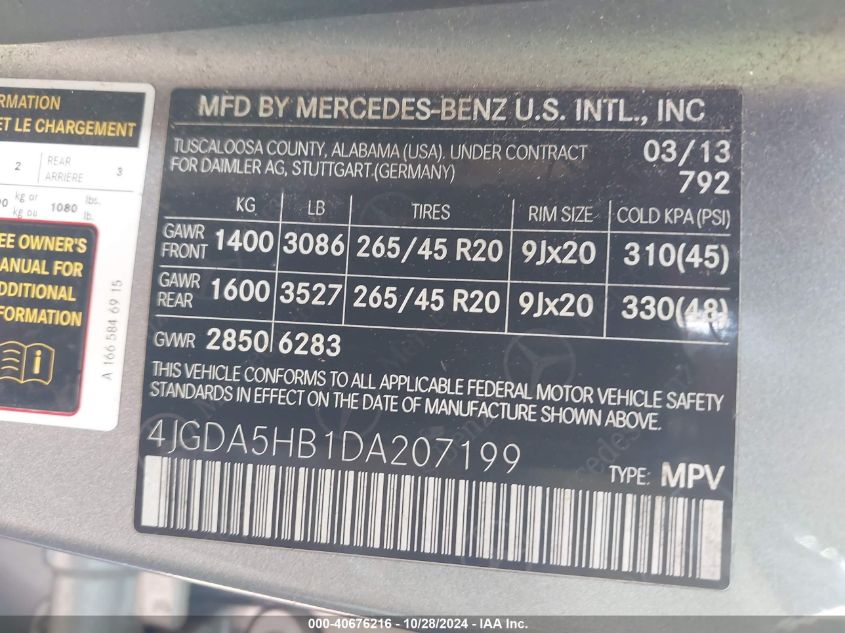 RMATION
ET LE CHARGEMENT
2 REAR ARRIÈRE 3
kg or kg ou 1080 lbs. lb.
EE OWNER'S
ANUAL FOR
DDITIONAL
FORMATION
A 166 584 69 15
MFD BY MERCEDES-BENZ U.S. INTL., INC
TUSCALOOSA COUNTY, ALABAMA (USA). UNDER CONTRACT 03/13
FOR DAIMLER AG, STUTTGART.(GERMANY) 792
KG LB TIRES RIM SIZE COLD KPA (PSI)
GAWR FRONT 1400 3086 265/45 R20 9Jx20 310(45)
GAWR REAR 1600 3527 265/45 R20 9Jx20 330(48)
GVWR 2850 6283
THIS VEHICLE CONFORMS TO ALL APPLICABLE FEDERAL MOTOR VEHICLE SAFETY
STANDARDS IN EFFECT ON THE DATE OF MANUFACTURE SHOWN ABOVE.
4JGDA5HB1DA207199
TYPE: MPV
000-40676216 - 10/28/2024 - IAA Inc.